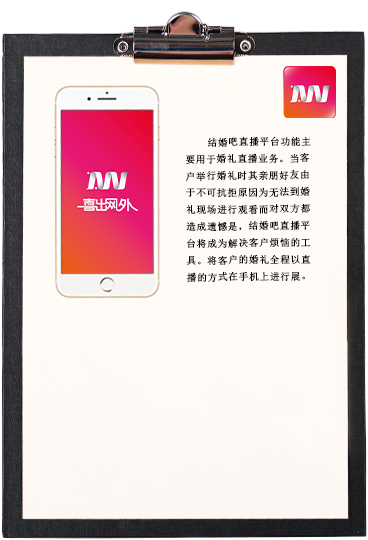 喜出网外
结婚吧直播平台功能主
要用于婚礼直播业务。当客
户举行婚礼时其亲朋好友由
于不可抗拒原因为无法到婚
礼现场进行观看而对双方都
造成遗憾是，结婚吧直播平
台将成为解决客户烦恼的工
具。将客户的婚礼全程以直
播的方式在手机上进行展。